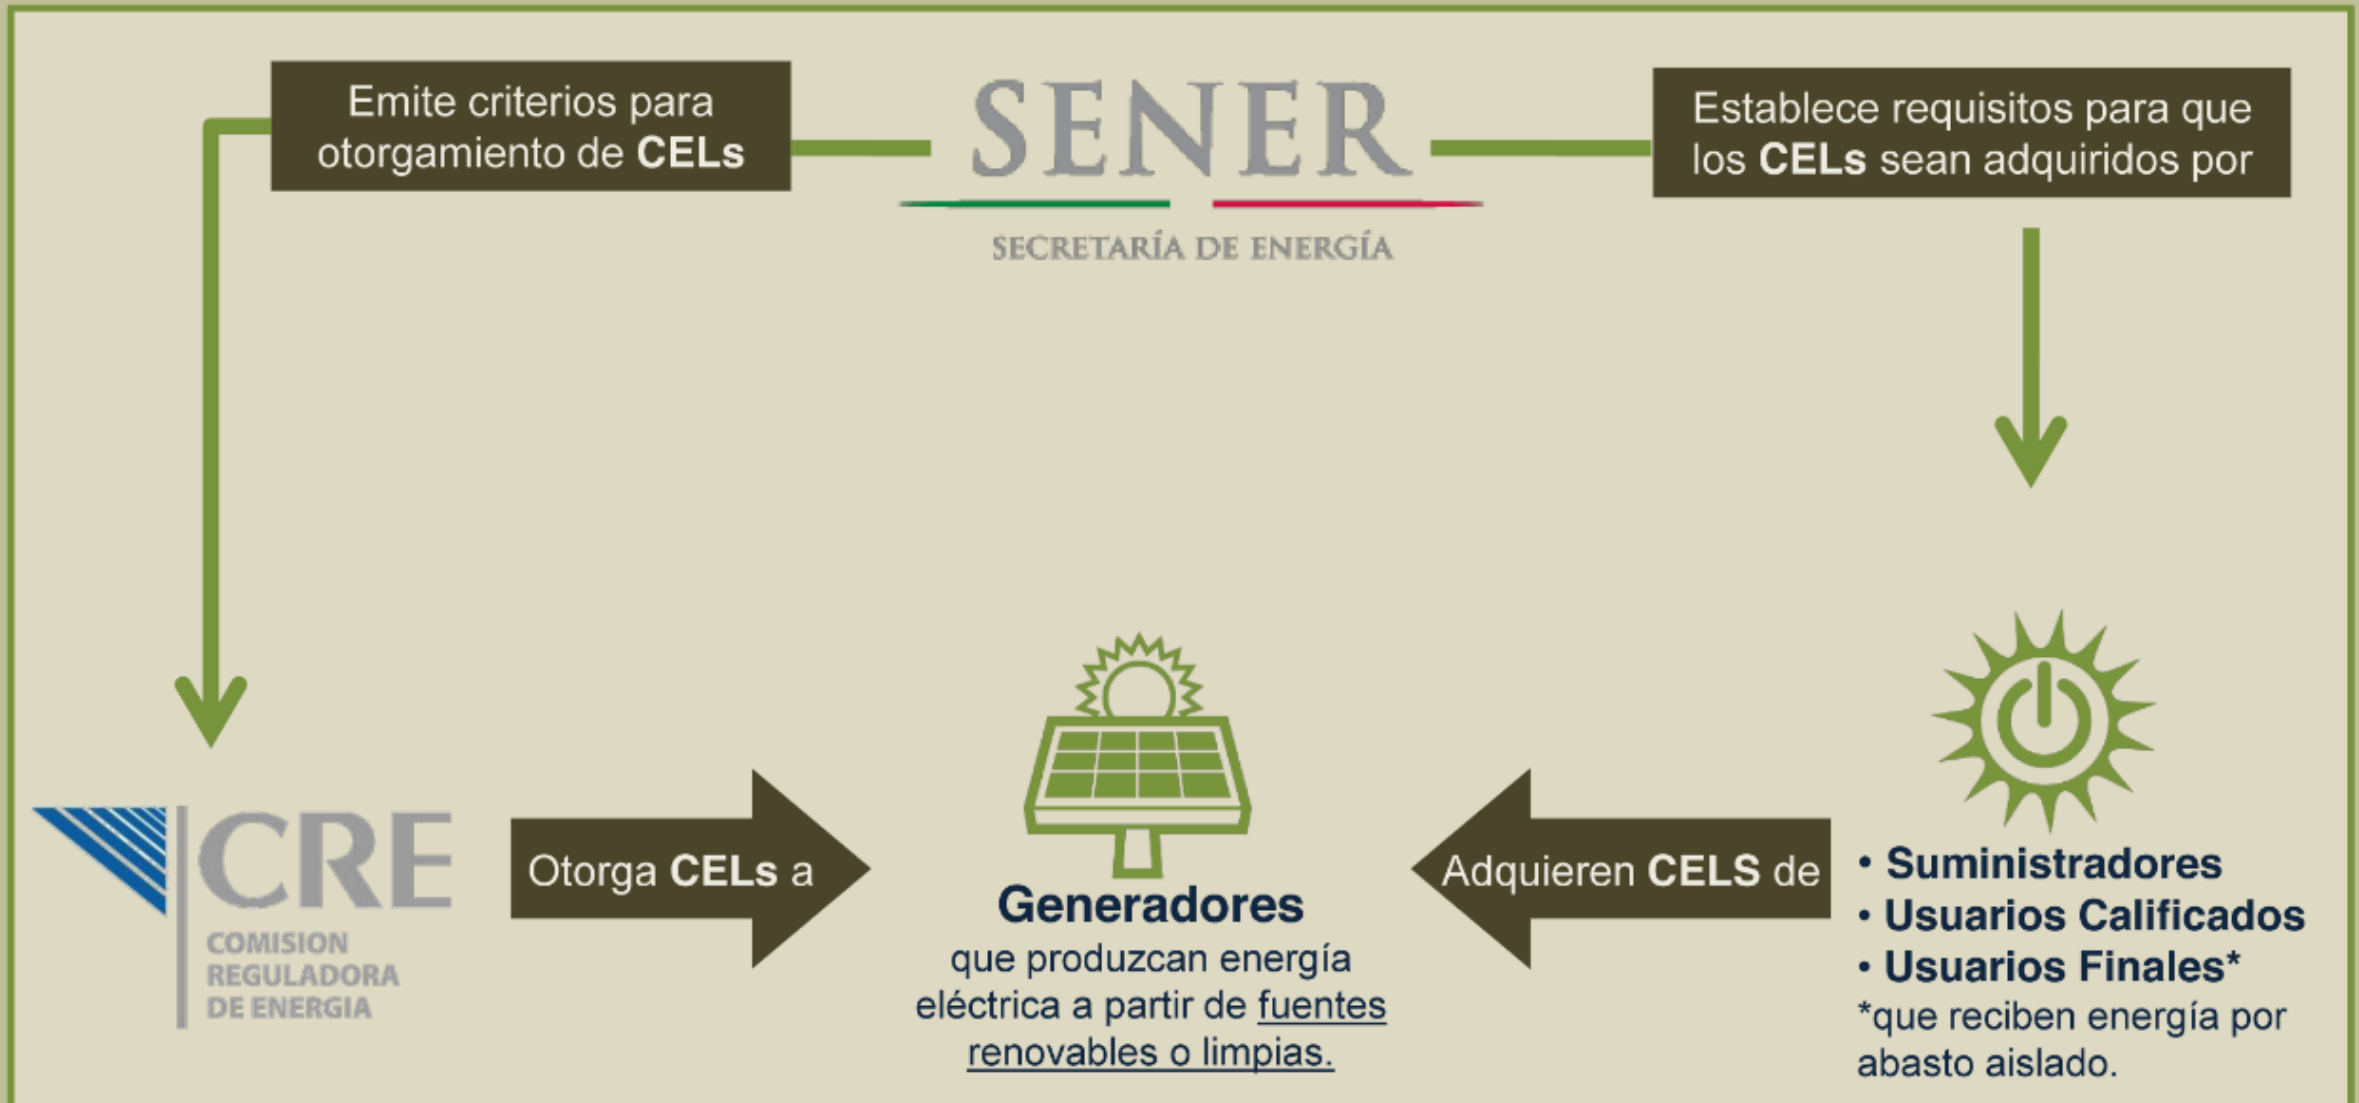 Emite criterios para
otorgamiento de CELs
SENER
SECRETARÍA DE ENERGÍA
Establece requisitos para que
los CELs sean adquiridos por
CRE
COMISION
REGULADORA
DE ENERGIA
Otorga CELs a
Generadores
que produzcan energía
eléctrica a partir de fuentes
renovables o limpias.
Adquieren CELS de
• Suministradores
• Usuarios Calificados
• Usuarios Finales*
*que reciben energía por
abasto aislado.